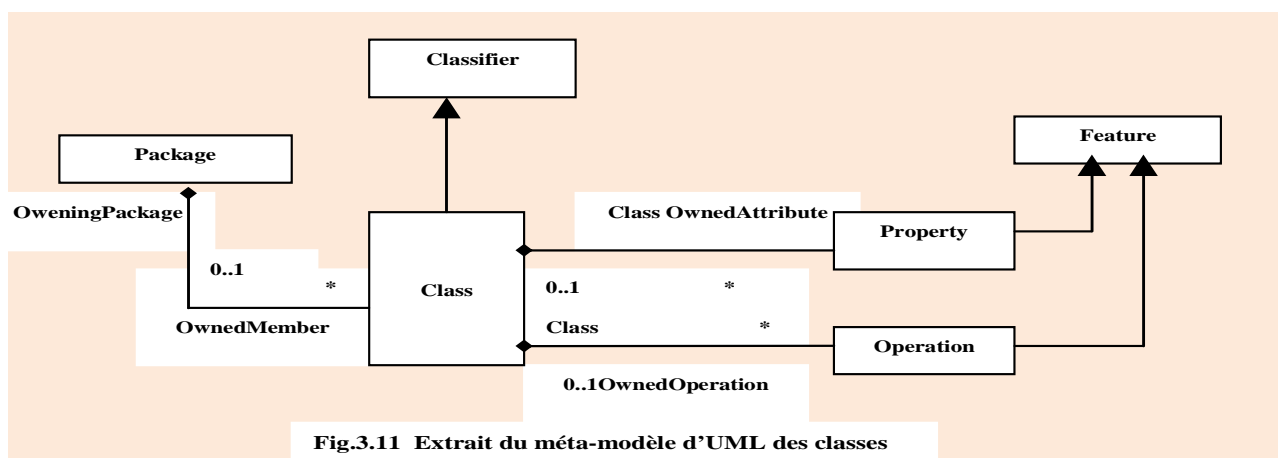 Classifier
Feature
Package
OweningPackage
Class OwnedAttribute
Property
0..1
*
Class
0..1
*
OwnedMember
Class
*
Operation
0..1OwnedOperation
Fig.3.11 Extrait du méta-modèle d'UML des classes